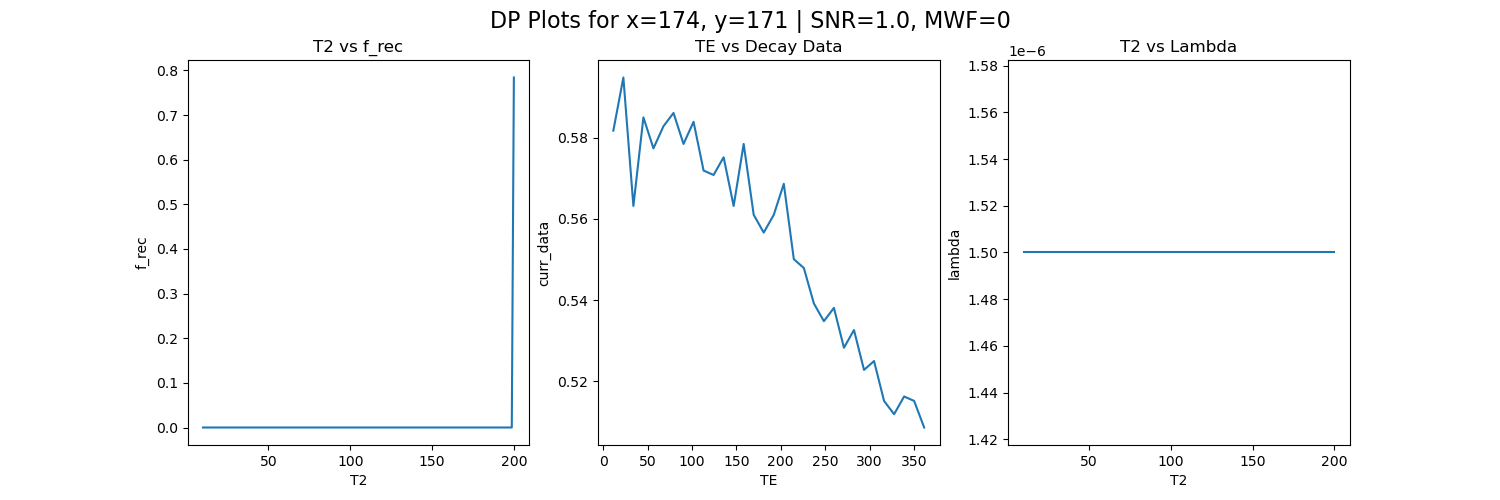 DP Plots for x=174, y=171 | SNR=1.0, MWF=0
T2 vs f_rec
0.8
0.7
0.6
0.5
0.4
0.3
0.2
0.1
0.0
f_rec
50 100 150 200
T2
TE vs Decay Data
0.58
0.56
0.54
0.52
curr_data
0 50 100 150 200 250 300 350
TE
T2 vs Lambda
1e−6
1.58
1.56
1.54
1.52
1.50
1.48
1.46
1.44
1.42
lambda
50 100 150 200
T2